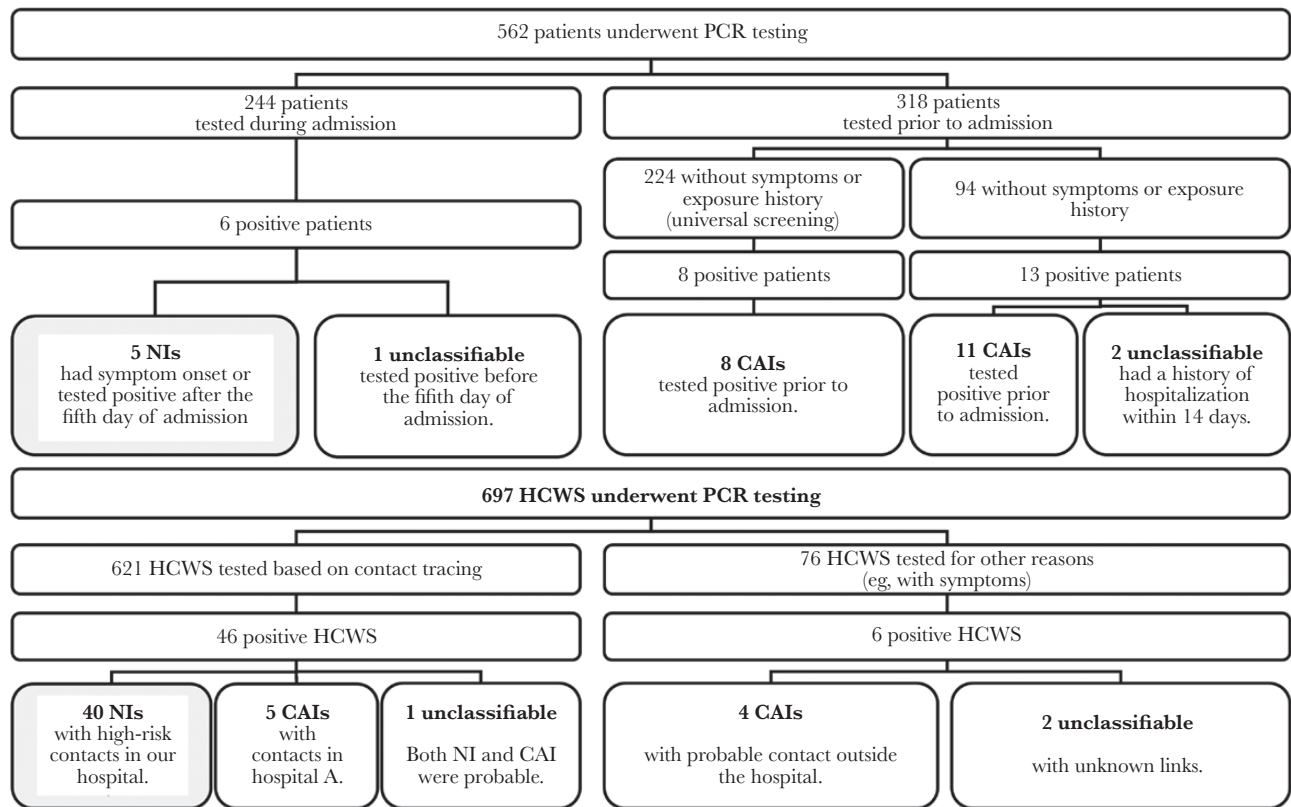 562 patients underwent PCR testing
244 patients
tested during admission
318 patients
tested prior to admission
6 positive patients
224 without symptoms or
exposure history
(universal screening)
94 without symptoms or exposure
history
8 positive patients
13 positive patients
5 NIs
had symptom onset or
tested positive after the
fifth day of admission
1 unclassifiable
tested positive before
the fifth day of
admission.
8 CAIs
tested positive prior to
admission.
11 CAIs
tested
positive prior
to admission.
2 unclassifiable
had a history of
hospitalization
within 14 days.
697 HCWS underwent PCR testing
621 HCWS tested based on contact tracing
76 HCWS tested for other reasons
(eg, with symptoms)
46 positive HCWS
6 positive HCWS
40 NIs
with high-risk
contacts in our
hospital.
5 CAIs
with
contacts in
hospital A.
1 unclassifiable
Both NI and CAI
were probable.
4 CAIs
with probable contact outside
the hospital.
2 unclassifiable
with unknown links.